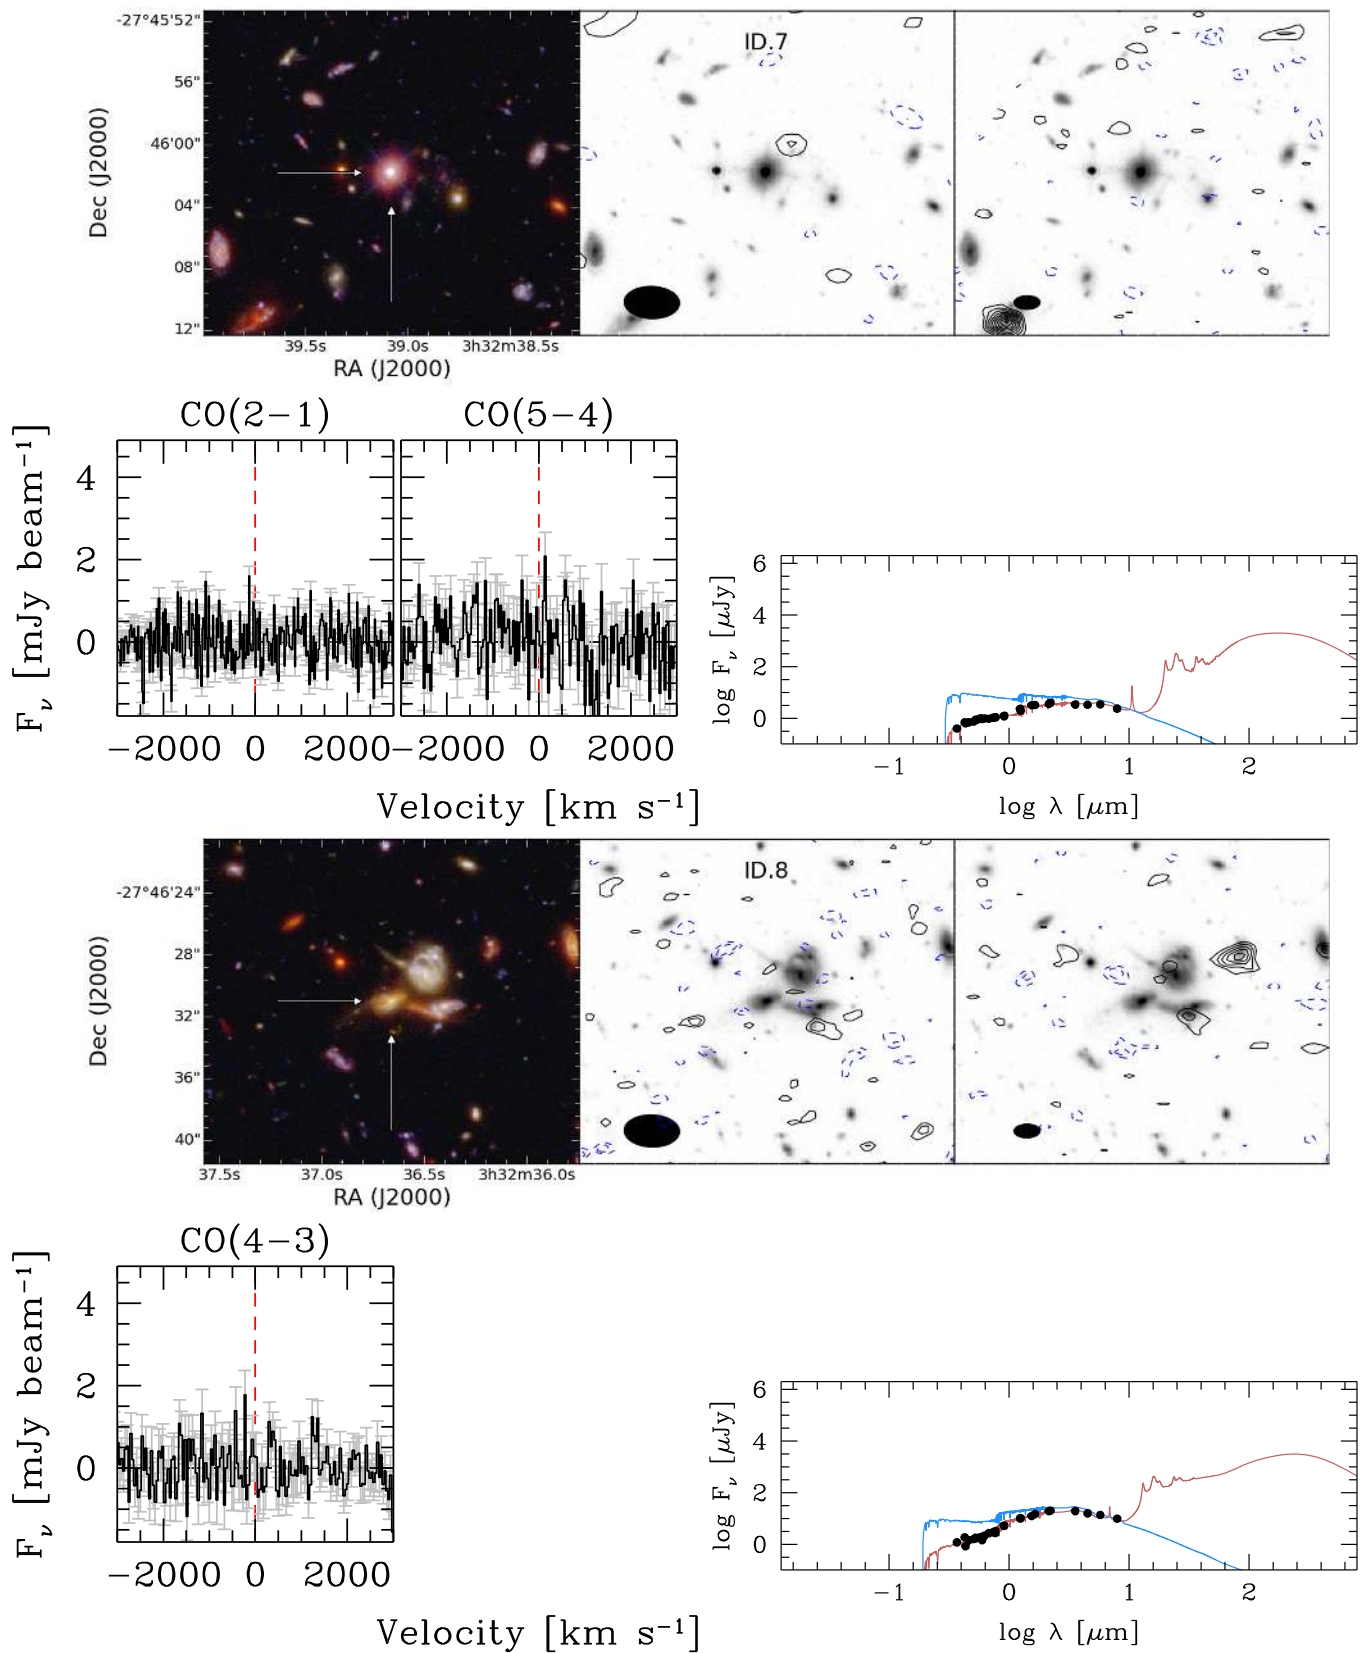 ID.7
-27°45'52"
56"
46'00"
04"
08"
12"
Dec (J2000)
39.5s 39.0s 3h32m38.5s
RA (J2000)
CO(2−1) CO(5−4)
F𝜈 [mJy beam⁻¹]
4
2
0
−2000 0 2000 −2000 0 2000
Velocity [km s⁻¹]
log F𝜈 [μJy]
6
4
2
0
−1 0 1 2
log λ [μm]
ID.8
-27°46'24"
28"
32"
36"
40"
Dec (J2000)
37.5s 37.0s 36.5s 3h32m36.0s
RA (J2000)
CO(4−3)
F𝜈 [mJy beam⁻¹]
4
2
0
−2000 0 2000
Velocity [km s⁻¹]
log F𝜈 [μJy]
6
4
2
0
−1 0 1 2
log λ [μm]